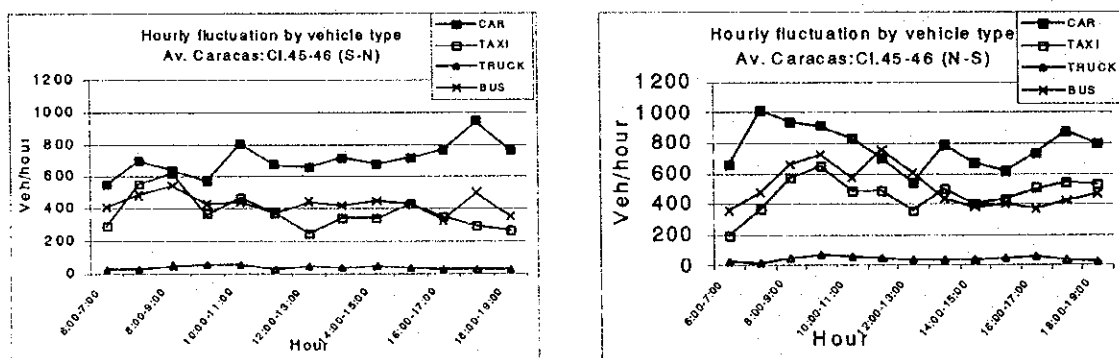 Hourly fluctuation by vehicle type
Av. Caracas:Cl.45-46 (S-N)
CAR
TAXI
TRUCK
BUS
1200
1000
800
600
400
200
0
Veh/hour
6:00-7:00
8:00-9:00
10:00-11:00
12:00-13:00
14:00-15:00
16:00-17:00
18:00-19:00
Hour
Hourly fluctuation by vehicle type
Av. Caracas:Cl.45-46 (N-S)
CAR
TAXI
TRUCK
BUS
1200
1000
800
600
400
200
0
Veh/hour
6:00-7:00
8:00-9:00
10:00-11:00
12:00-13:00
14:00-15:00
16:00-17:00
18:00-19:00
Hour